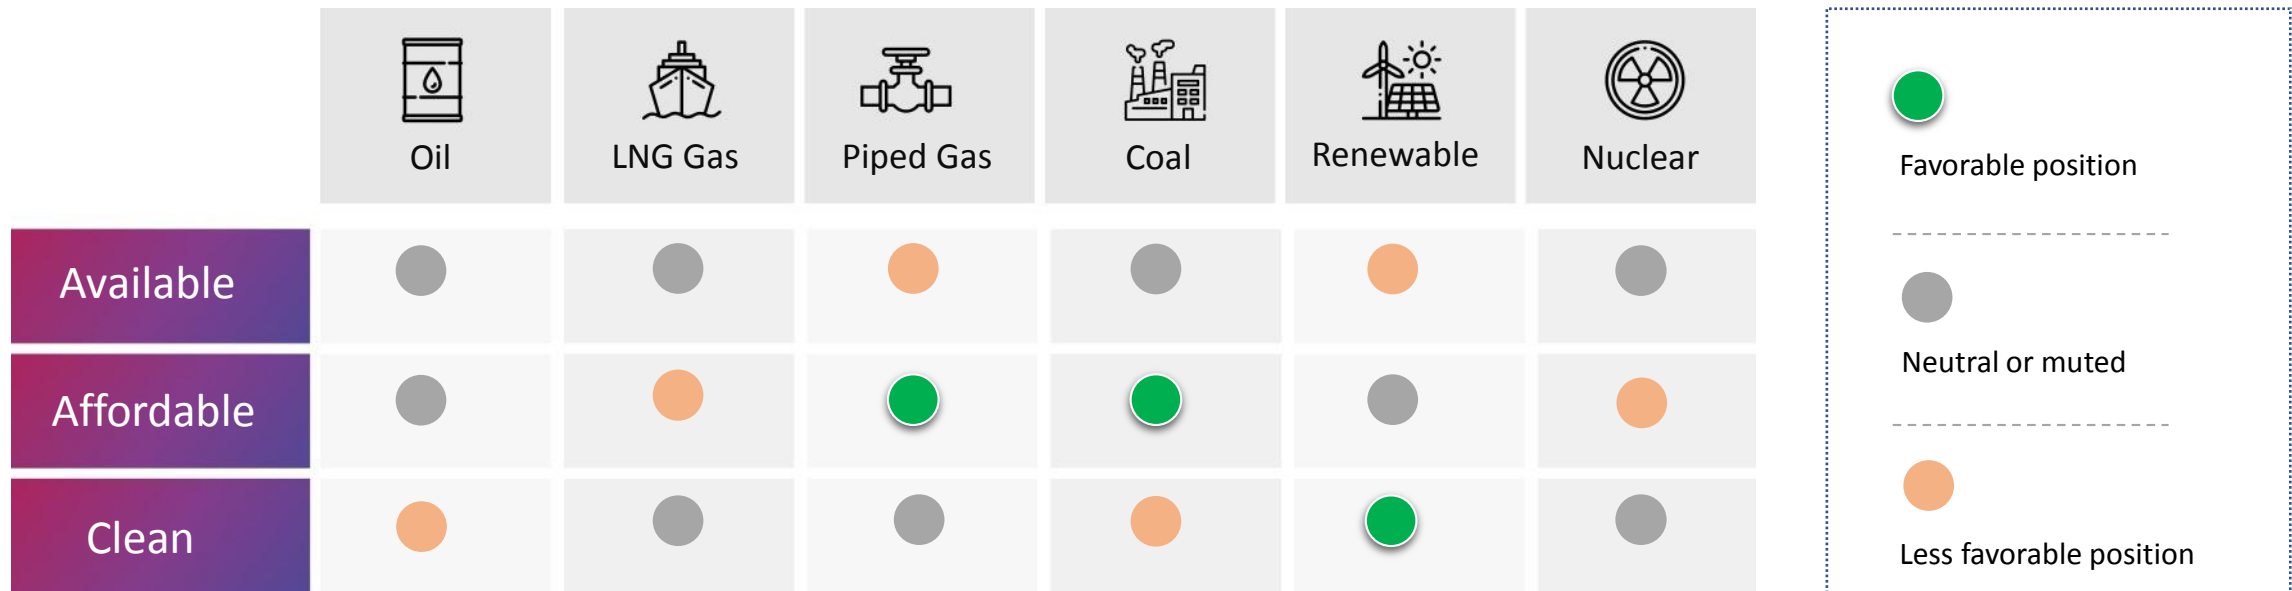 Oil
LNG Gas
Piped Gas
Coal
Renewable
Nuclear
Available
Affordable
Clean
Favorable position
Neutral or muted
Less favorable position